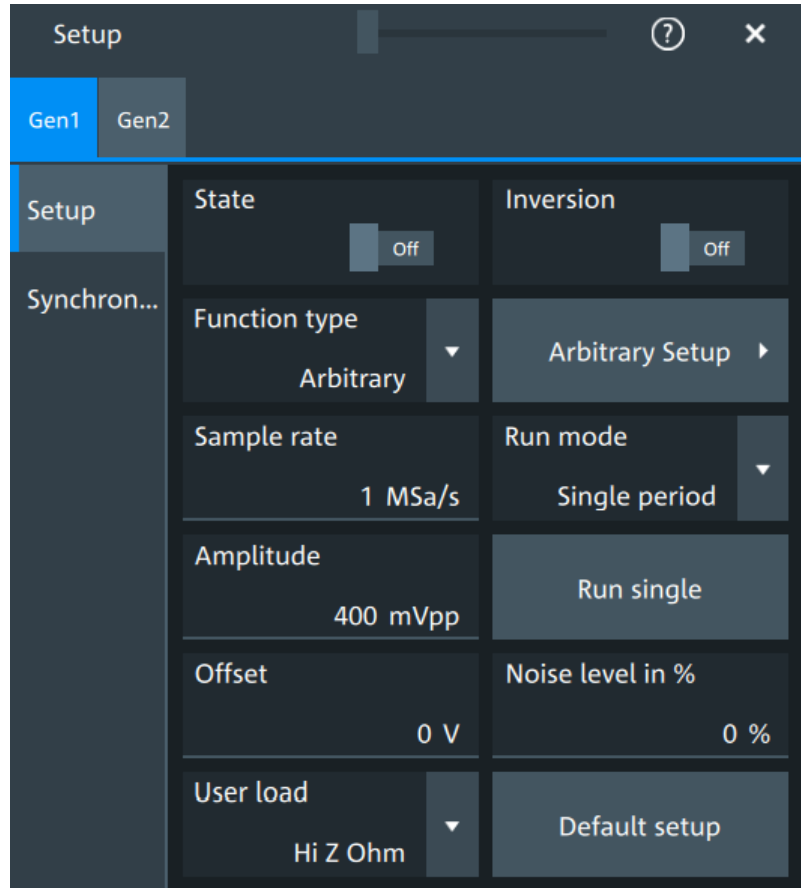 Setup
Gen1 Gen2
Setup
Synchron...
State
Off
Inversion
Off
Function type
Arbitrary
Arbitrary Setup
Sample rate
1 MSa/s
Run mode
Single period
Amplitude
400 mVpp
Run single
Offset
0 V
Noise level in %
0 %
User load
Hi Z Ohm
Default setup